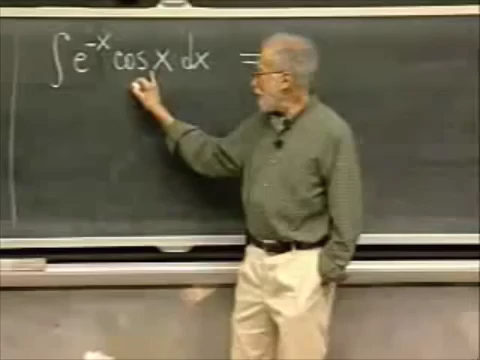 ∫ e^{-x} cos x dx =